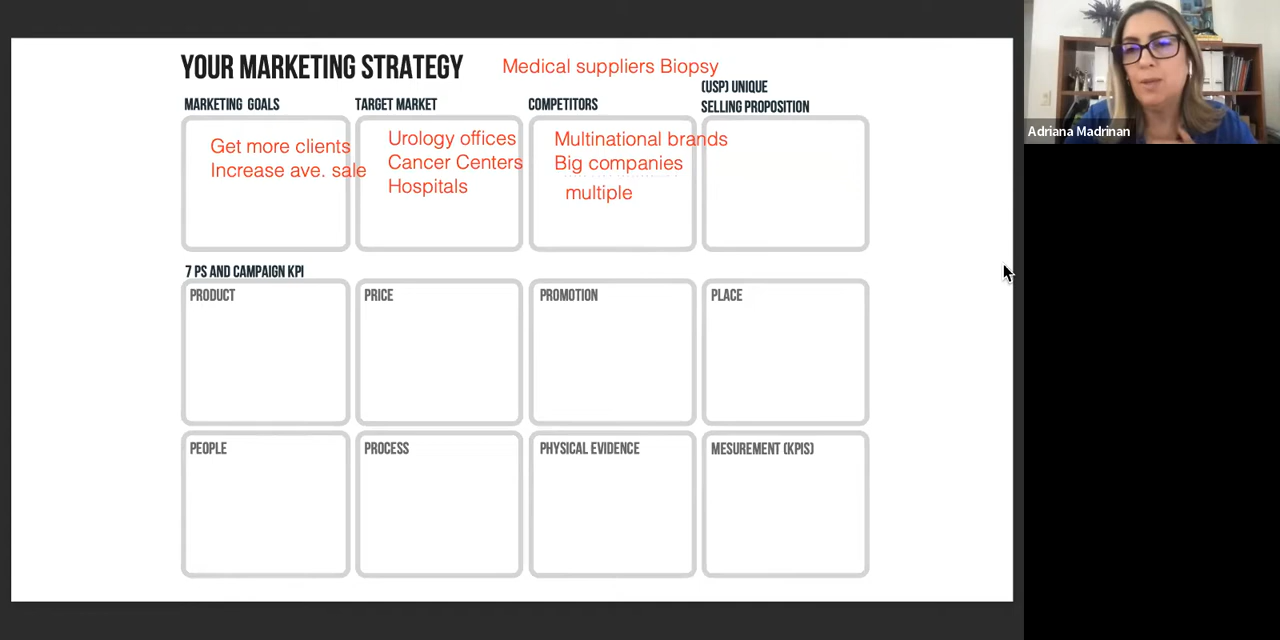 YOUR MARKETING STRATEGY
Medical suppliers Biopsy
MARKETING GOALS
TARGET MARKET
COMPETITORS
(USP) UNIQUE
SELLING PROPOSITION
Get more clients
Increase ave. sale
Urology offices
Cancer Centers
Hospitals
Multinational brands
Big companies
multiple
7 PS AND CAMPAIGN KPI
PRODUCT
PRICE
PROMOTION
PLACE
PEOPLE
PROCESS
PHYSICAL EVIDENCE
MESUREMENT (KPIS)
Adriana Madrinan